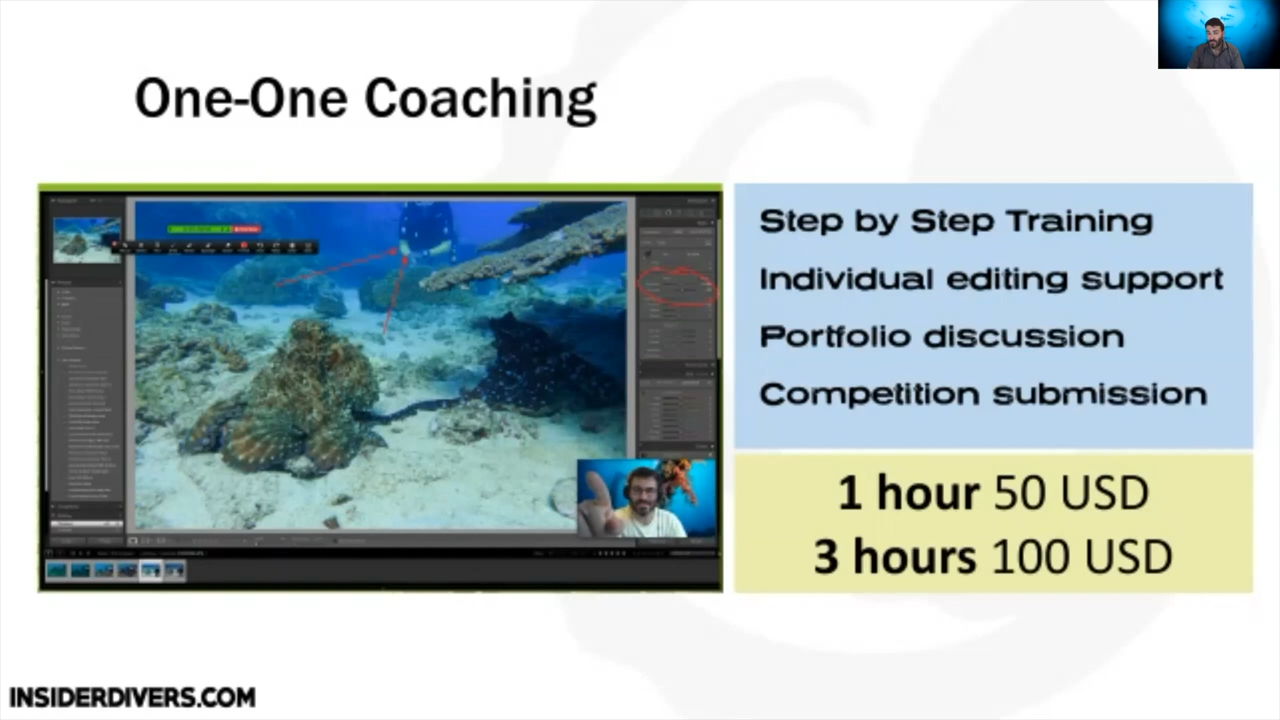 One-One Coaching
Step by Step Training
Individual editing support
Portfolio discussion
Competition submission
1 hour 50 USD
3 hours 100 USD
INSIDERDIVERS.COM